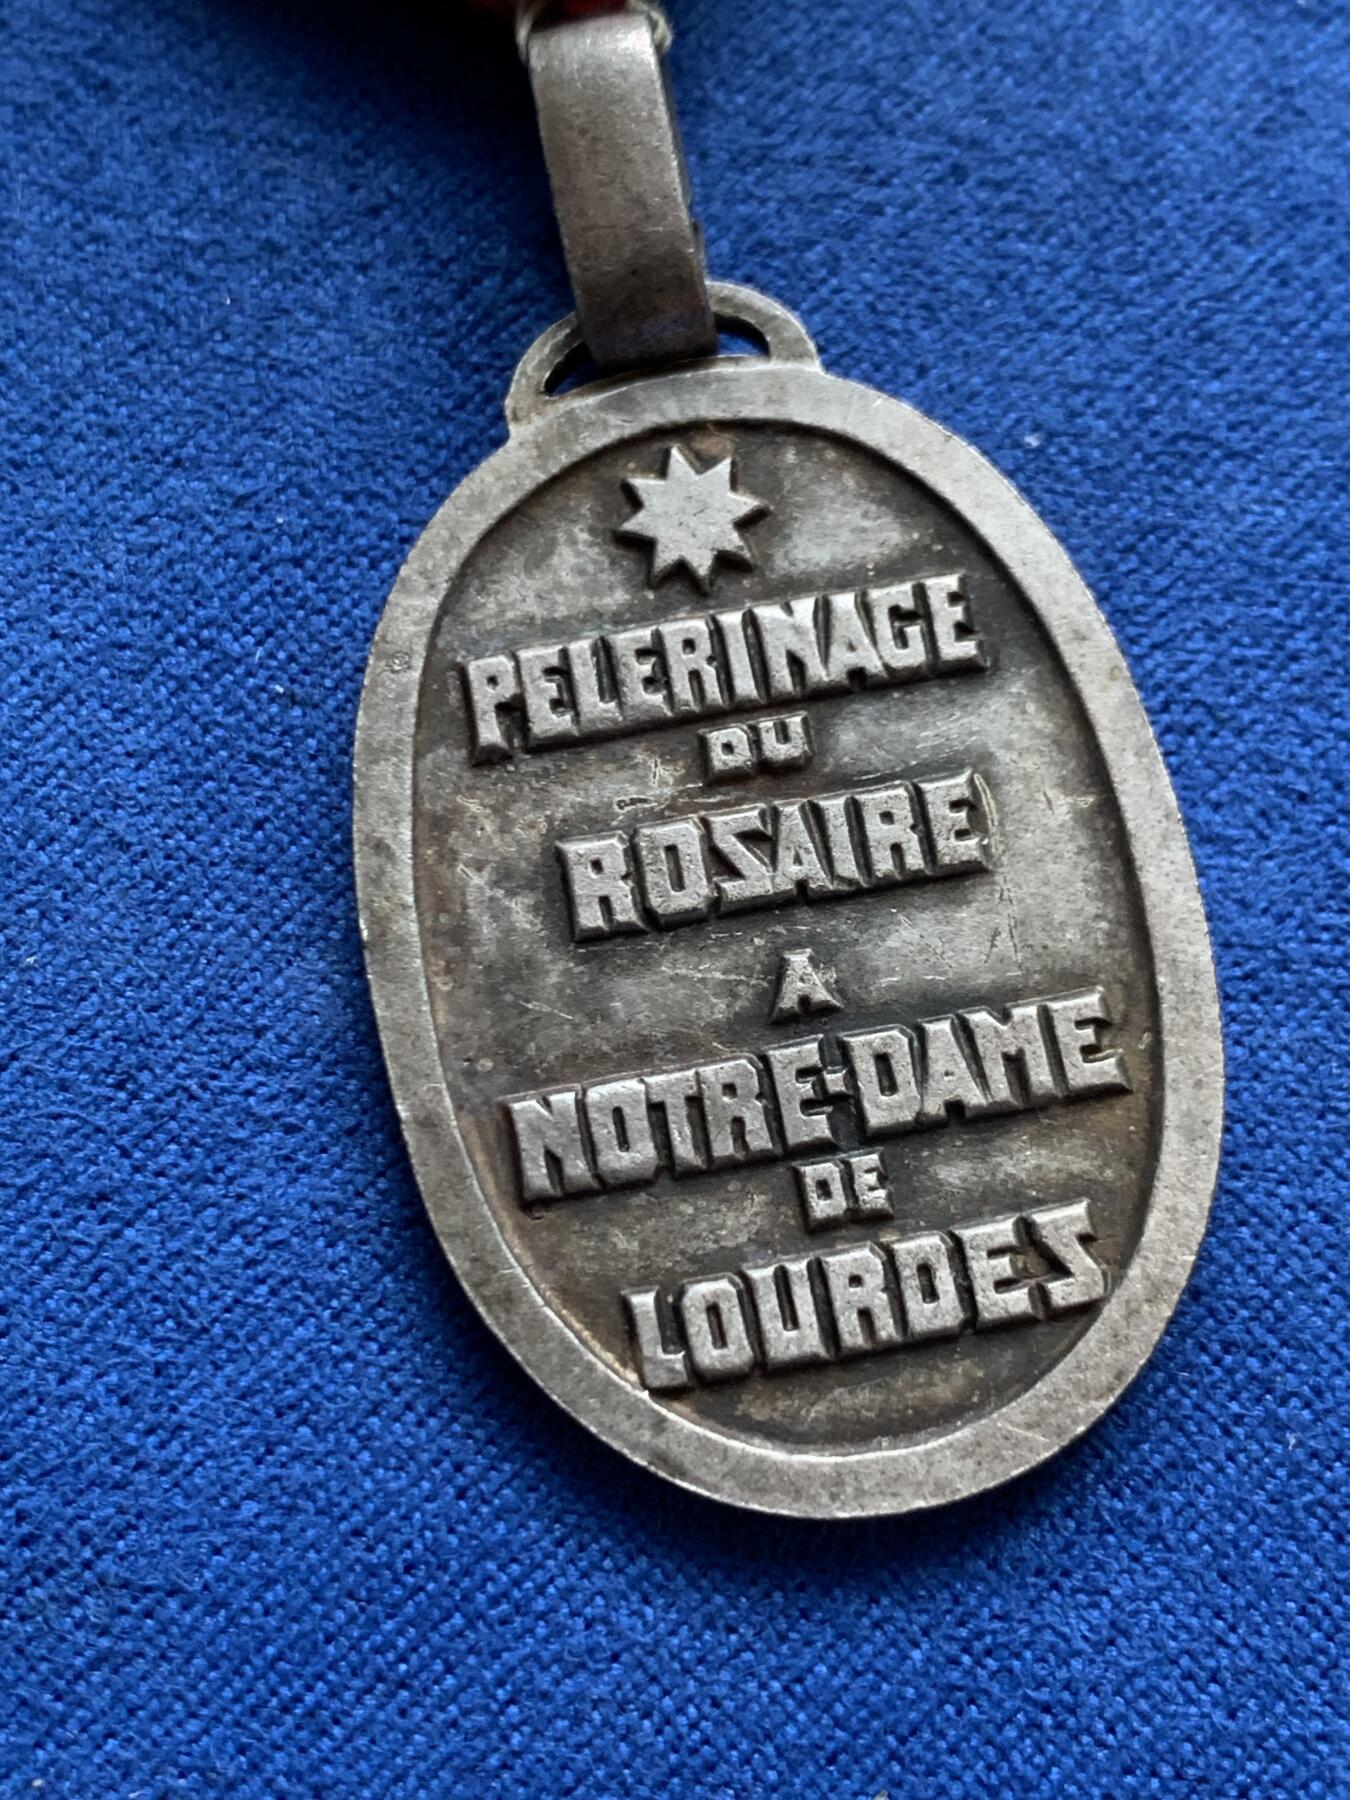 PELERINAGE
DU
ROSAIRE
A
NOTRE-DAME
DE
LOURDES